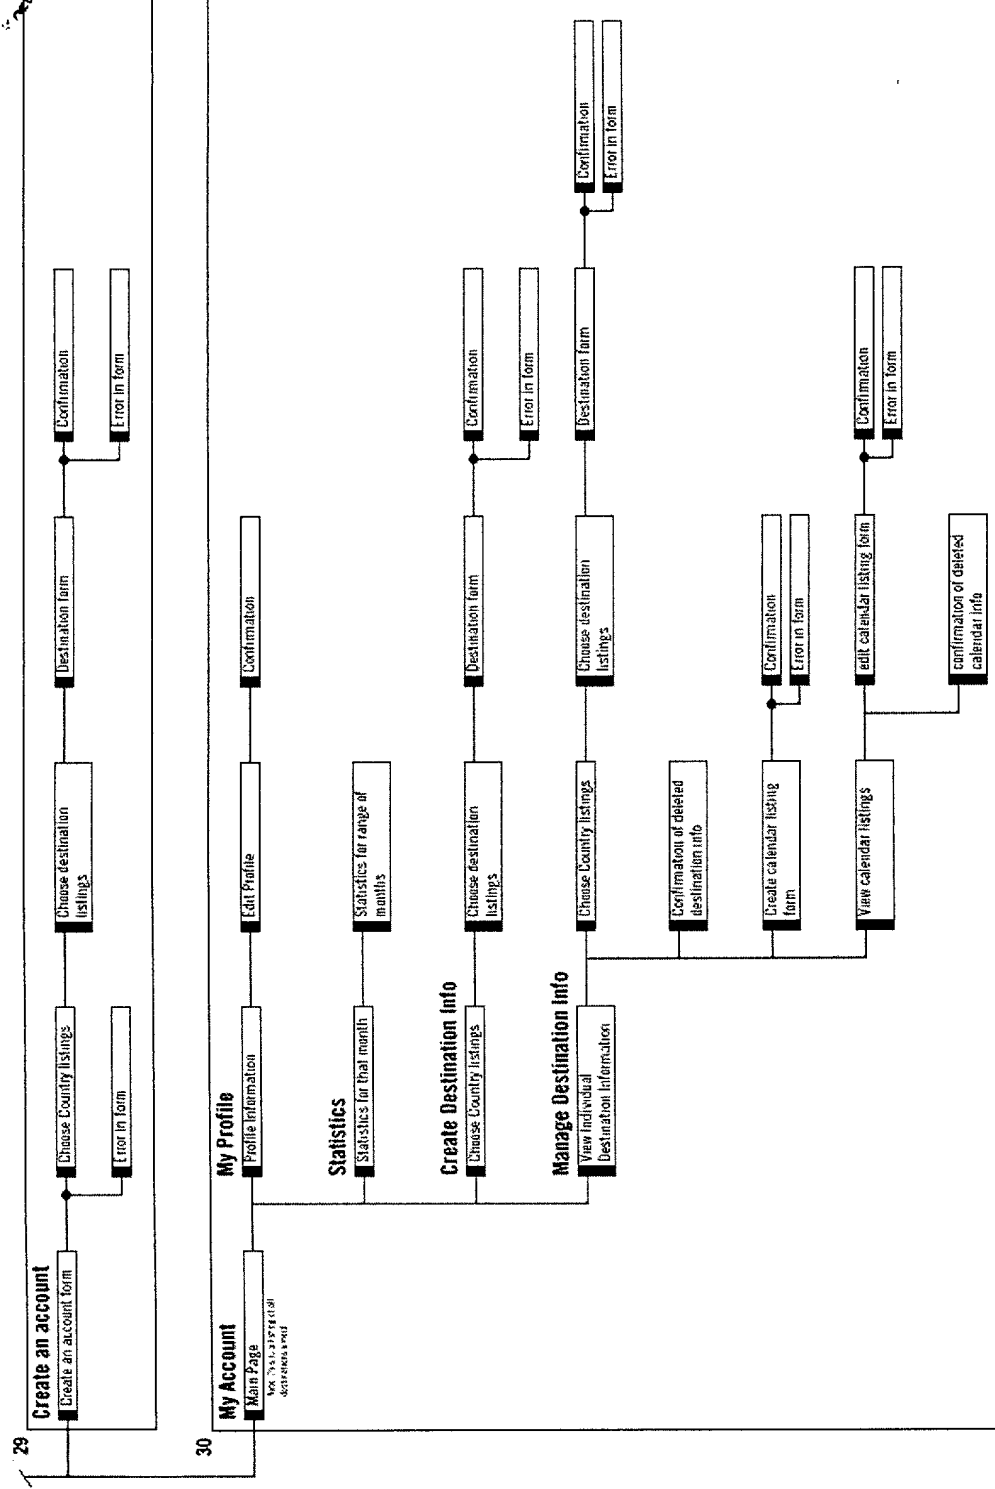 29
Create an account
Create an account form
Choose Country listings
Error in form
Choose destination
listings
Destination form
Confirmation
Error in form
30
My Account
Main Page
My Profile
Profile Information
Edit Profile
Confirmation
Statistics
Statistics for that month
Statistics for range of
months
Create Destination Info
Choose Country listings
Choose destination
listings
Destination form
Confirmation
Error in form
Manage Destination Info
View Individual
Destination Information
Choose Country listings
Choose destination
listings
Destination form
Confirmation
Error in form
Confirmation of deleted
destination info
Create calendar listing
form
Confirmation
Error in form
View calendar listings
edit calendar listing form
Confirmation
Error in form
confirmation of deleted
calendar info